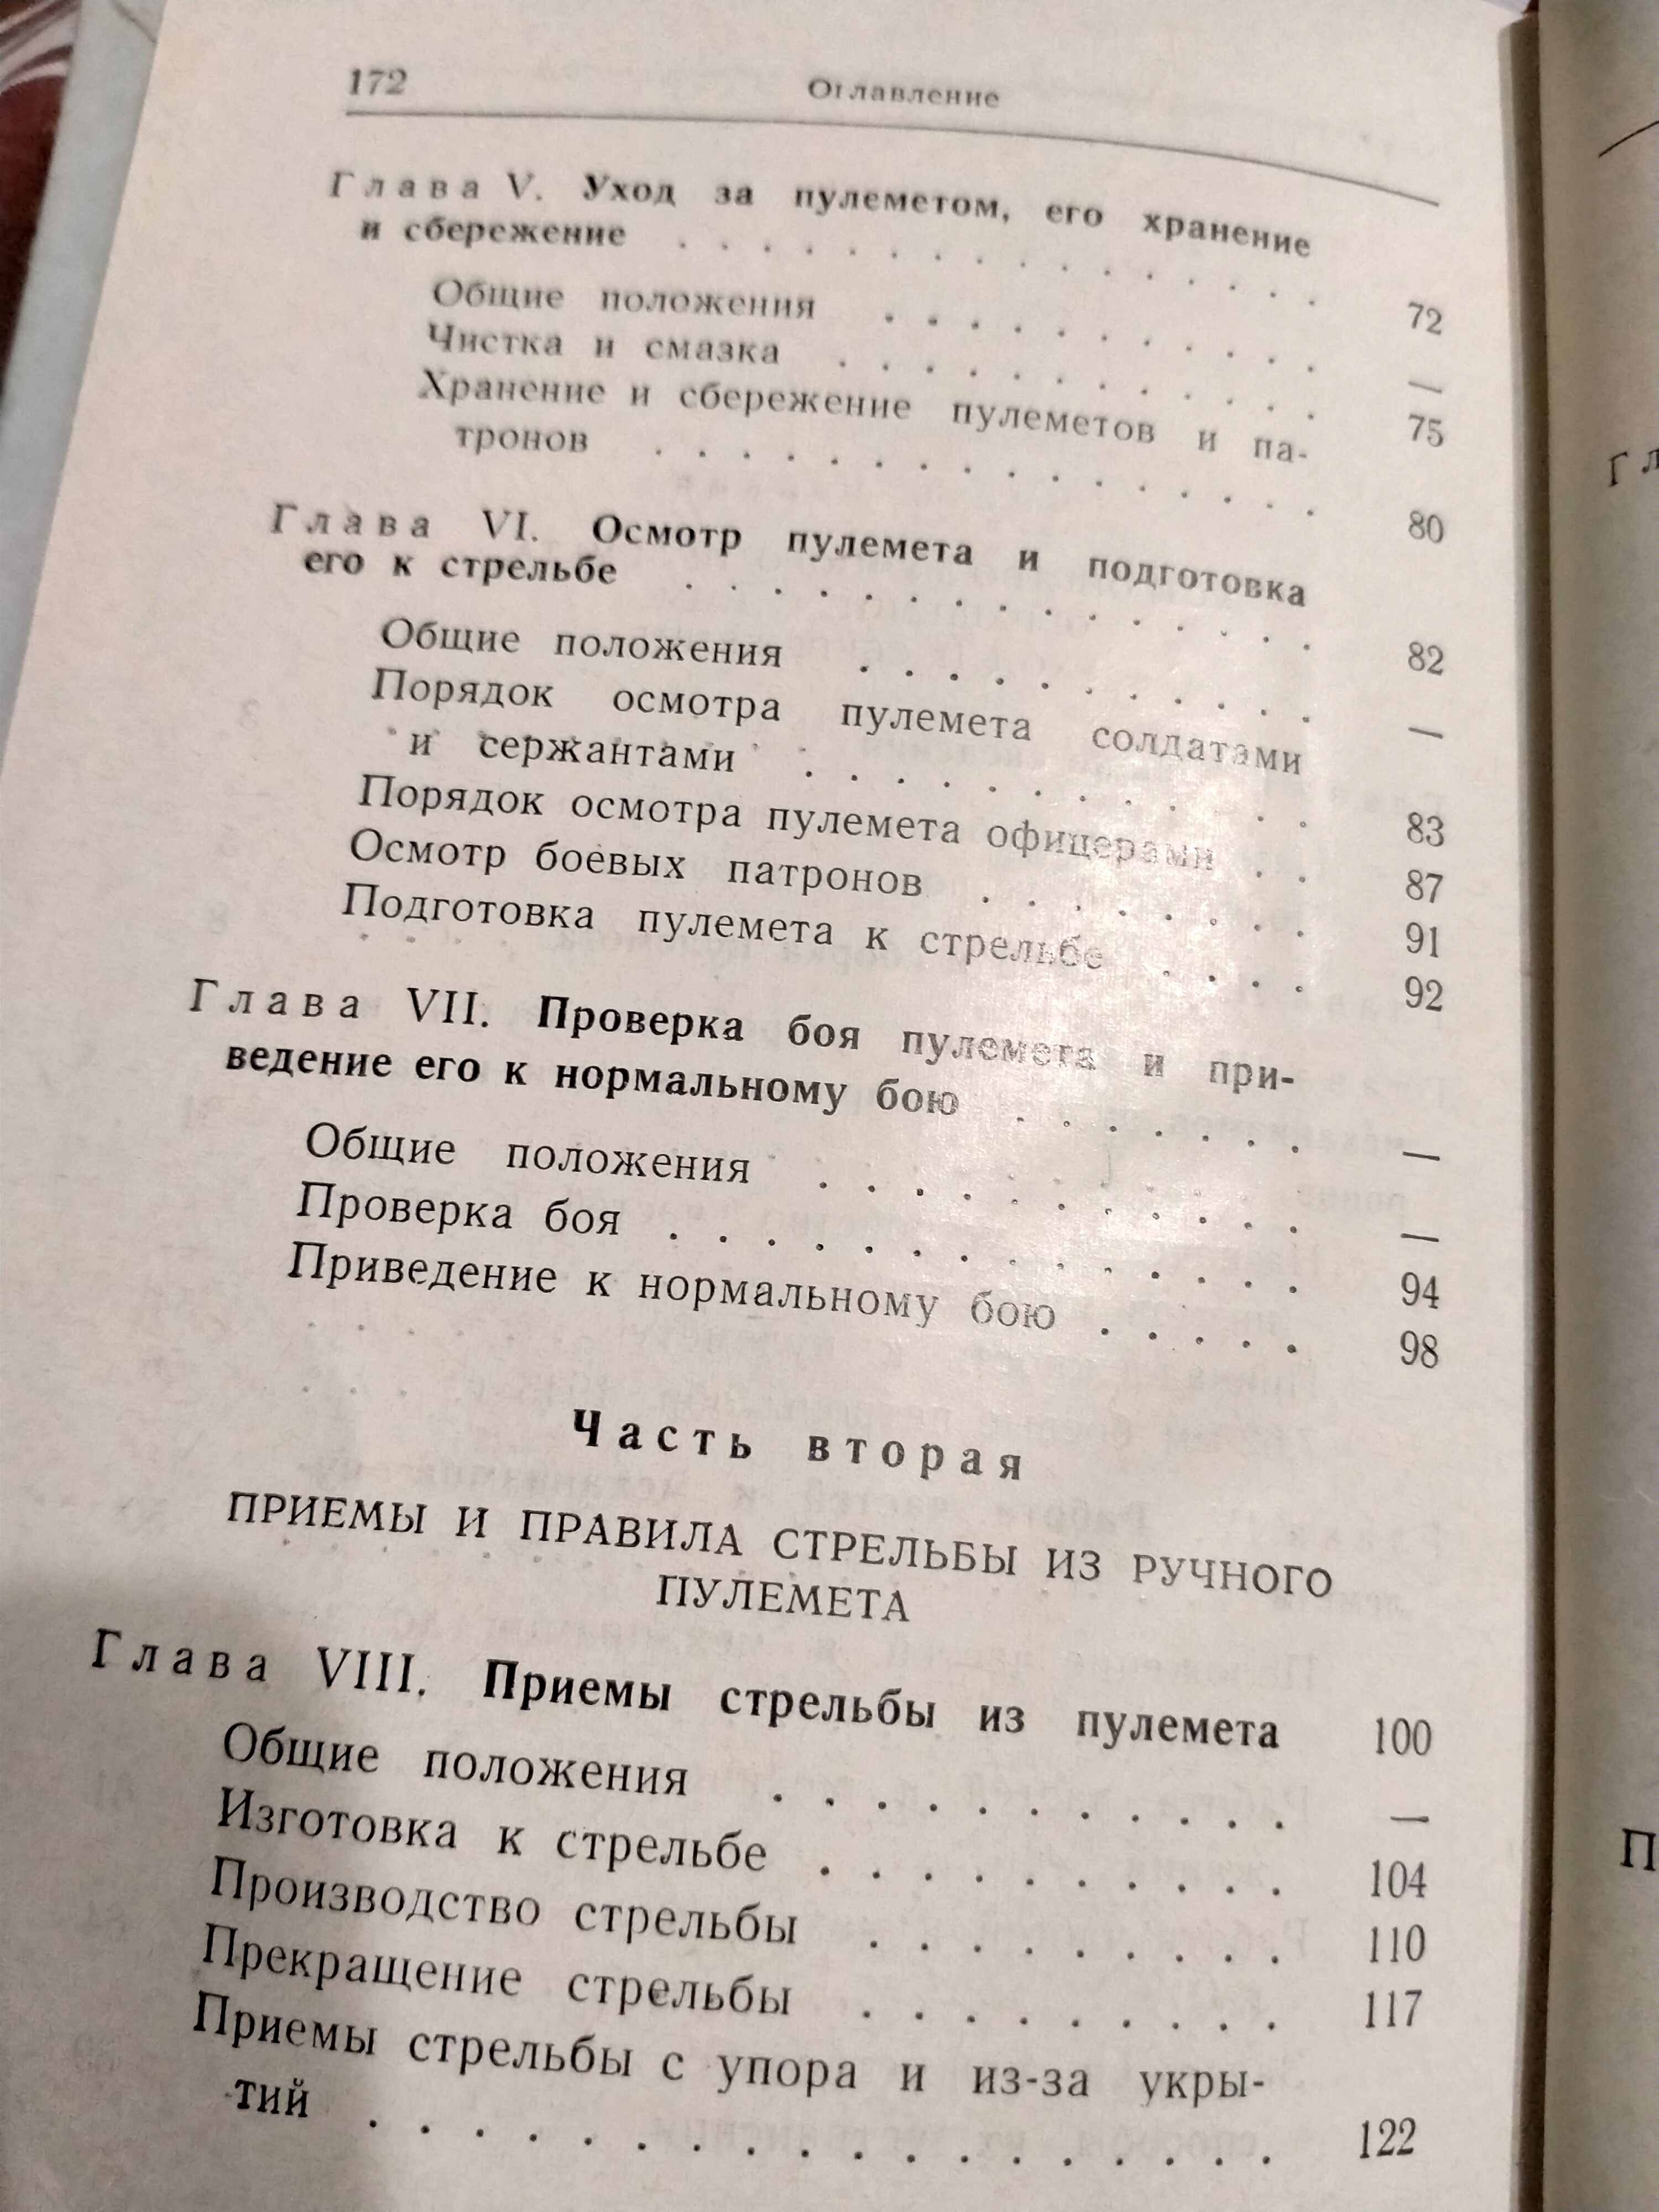 172 Оглавление
Глава V. Уход за пулеметом, его хранение
и сбережение . . . . . . . . . . . . . . . 72
Общие положения . . . . . . . . . . . —
Чистка и смазка . . . . . . . . . . . . 75
Хранение и сбережение пулеметов и па-
тронов . . . . . . . . . . . . . . . . 80
Глава VI. Осмотр пулемета и подготовка
его к стрельбе . . . . . . . . . . . . . . . 82
Общие положения . . . . . . . . . . . —
Порядок осмотра пулемета солдатами
и сержантами . . . . . . . . . . . . 83
Порядок осмотра пулемета офицерами . . 87
Осмотр боевых патронов . . . . . . . . 91
Подготовка пулемета к стрельбе . . . . 92
Глава VII. Проверка боя пулемета и при-
ведение его к нормальному бою . . . . . . . —
Общие положения . . . . . . . . . . . —
Проверка боя . . . . . . . . . . . . . . 94
Приведение к нормальному бою . . . . . 98
Часть вторая
ПРИЕМЫ И ПРАВИЛА СТРЕЛЬБЫ ИЗ РУЧНОГО
ПУЛЕМЕТА
Глава VIII. Приемы стрельбы из пулемета 100
Общие положения . . . . . . . . . . . —
Изготовка к стрельбе . . . . . . . . . . 104
Производство стрельбы . . . . . . . . . 110
Прекращение стрельбы . . . . . . . . . 117
Приемы стрельбы с упора и из-за укры-
тий . . . . . . . . . . . . . . . . . . 122